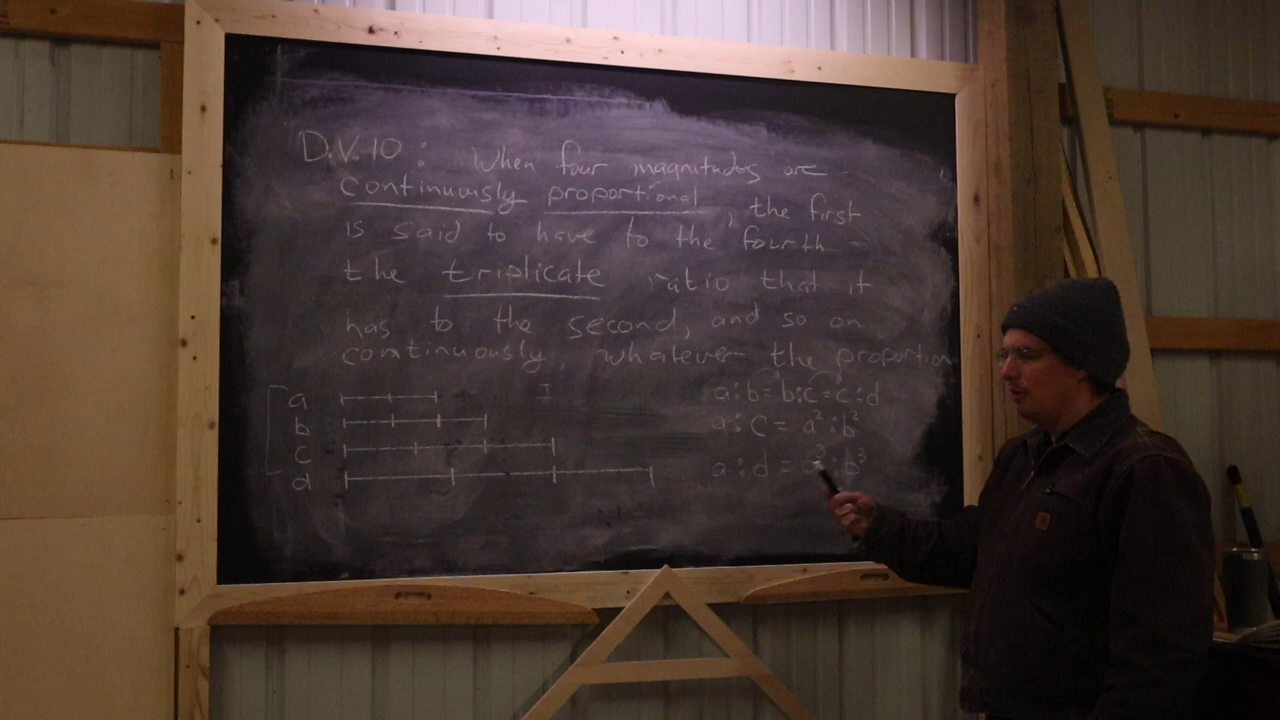 D.V.10: When four magnitudes are
continuously proportional, the first
is said to have to the fourth
the triplicate ratio that it
has to the second, and so on
continuously, whatever the proportion
a
b
c
d
a:b=b:c=c:d
a:c=a²:b²
a:d=a³:b³